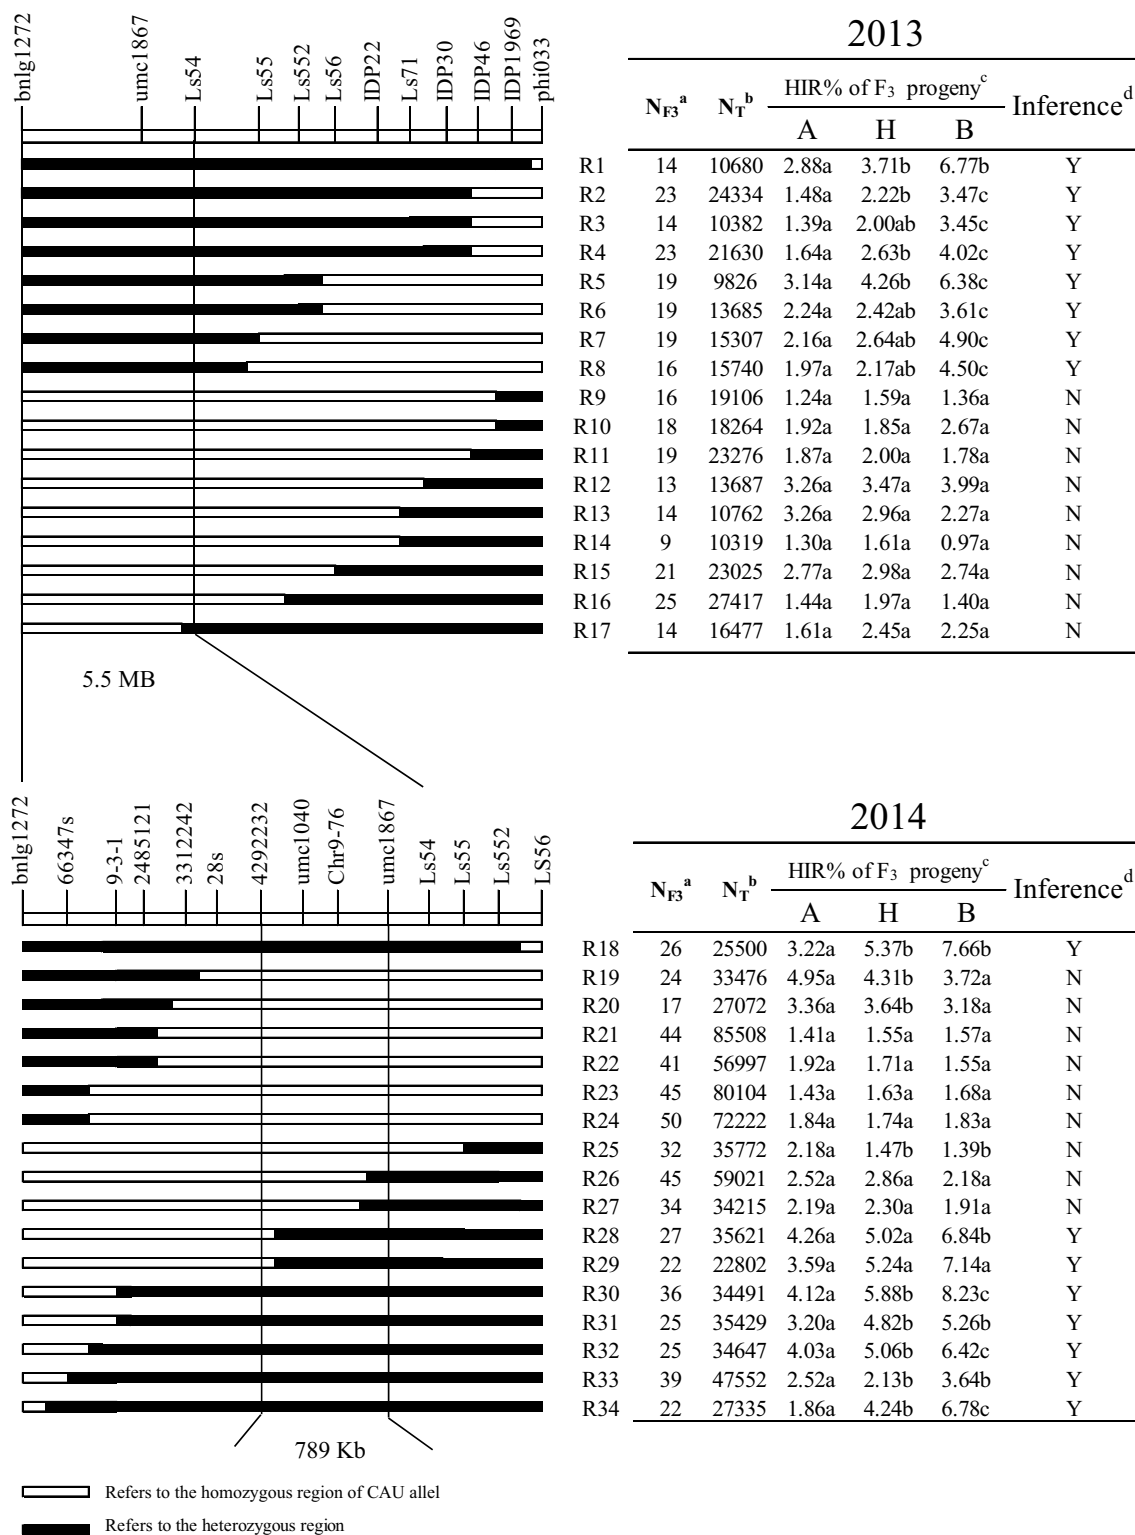 bnlg1272 umc1867 Ls54 Ls55 Ls552 Ls56 IDP22 Ls71 IDP30 IDP46 IDP1969 phi033
2013
N_F3^a N_T^b HIR% of F_3 progeny^c Inference^d
A H B
R1 14 10680 2.88a 3.71b 6.77b Y
R2 23 24334 1.48a 2.22b 3.47c Y
R3 14 10382 1.39a 2.00ab 3.45c Y
R4 23 21630 1.64a 2.63b 4.02c Y
R5 19 9826 3.14a 4.26b 6.38c Y
R6 19 13685 2.24a 2.42ab 3.61c Y
R7 19 15307 2.16a 2.64ab 4.90c Y
R8 16 15740 1.97a 2.17ab 4.50c Y
R9 16 19106 1.24a 1.59a 1.36a N
R10 18 18264 1.92a 1.85a 2.67a N
R11 19 23276 1.87a 2.00a 1.78a N
R12 13 13687 3.26a 3.47a 3.99a N
R13 14 10762 3.26a 2.96a 2.27a N
R14 9 10319 1.30a 1.61a 0.97a N
R15 21 23025 2.77a 2.98a 2.74a N
R16 25 27417 1.44a 1.97a 1.40a N
R17 14 16477 1.61a 2.45a 2.25a N
5.5 MB
bnlg1272 66347s 9-3-1 2485121 3312242 28s 4292232 umc1040 Chr9-76 umc1867 Ls54 Ls55 Ls552 LS56
2014
N_F3^a N_T^b HIR% of F_3 progeny^c Inference^d
A H B
R18 26 25500 3.22a 5.37b 7.66b Y
R19 24 33476 4.95a 4.31b 3.72a N
R20 17 27072 3.36a 3.64b 3.18a N
R21 44 85508 1.41a 1.55a 1.57a N
R22 41 56997 1.92a 1.71a 1.55a N
R23 45 80104 1.43a 1.63a 1.68a N
R24 50 72222 1.84a 1.74a 1.83a N
R25 32 35772 2.18a 1.47b 1.39b N
R26 45 59021 2.52a 2.86a 2.18a N
R27 34 34215 2.19a 2.30a 1.91a N
R28 27 35621 4.26a 5.02a 6.84b Y
R29 22 22802 3.59a 5.24a 7.14a Y
R30 36 34491 4.12a 5.88b 8.23c Y
R31 25 35429 3.20a 4.82b 5.26b Y
R32 25 34647 4.03a 5.06b 6.42c Y
R33 39 47552 2.52a 2.13b 3.64b Y
R34 22 27335 1.86a 4.24b 6.78c Y
789 Kb
Refers to the homozygous region of CAU allel
Refers to the heterozygous region